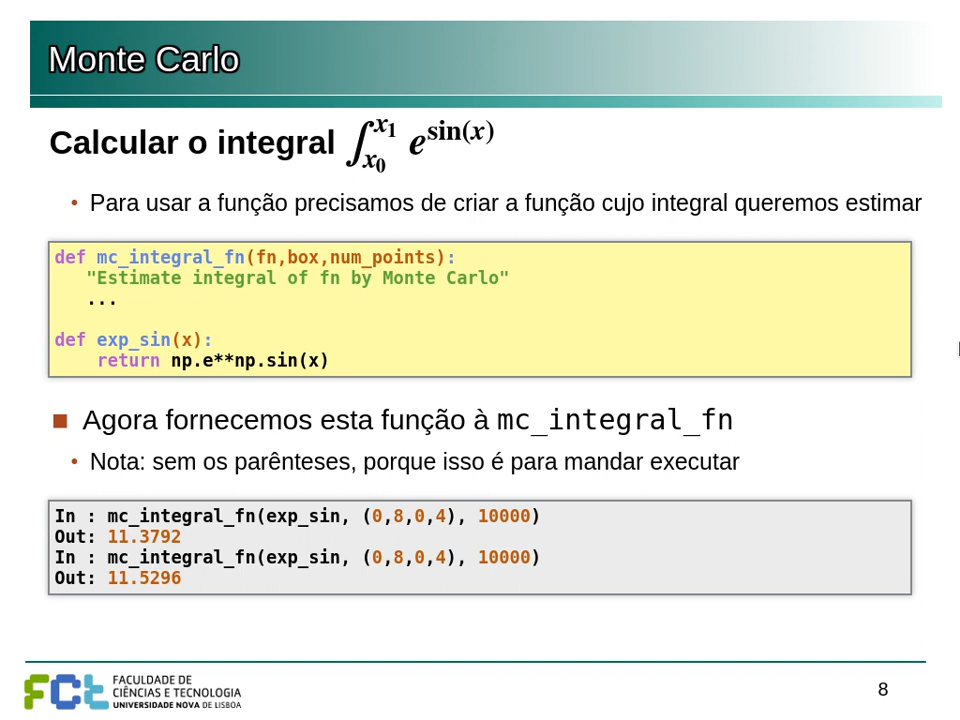 Monte Carlo
Calcular o integral ∫_{x_0}^{x_1} e^{sin(x)}
• Para usar a função precisamos de criar a função cujo integral queremos estimar
def mc_integral_fn(fn,box,num_points):
   "Estimate integral of fn by Monte Carlo"
   ...
def exp_sin(x):
    return np.e**np.sin(x)
■ Agora fornecemos esta função à mc_integral_fn
• Nota: sem os parênteses, porque isso é para mandar executar
In : mc_integral_fn(exp_sin, (0,8,0,4), 10000)
Out: 11.3792
In : mc_integral_fn(exp_sin, (0,8,0,4), 10000)
Out: 11.5296
FCT FACULDADE DE
CIÊNCIAS E TECNOLOGIA
UNIVERSIDADE NOVA DE LISBOA
8